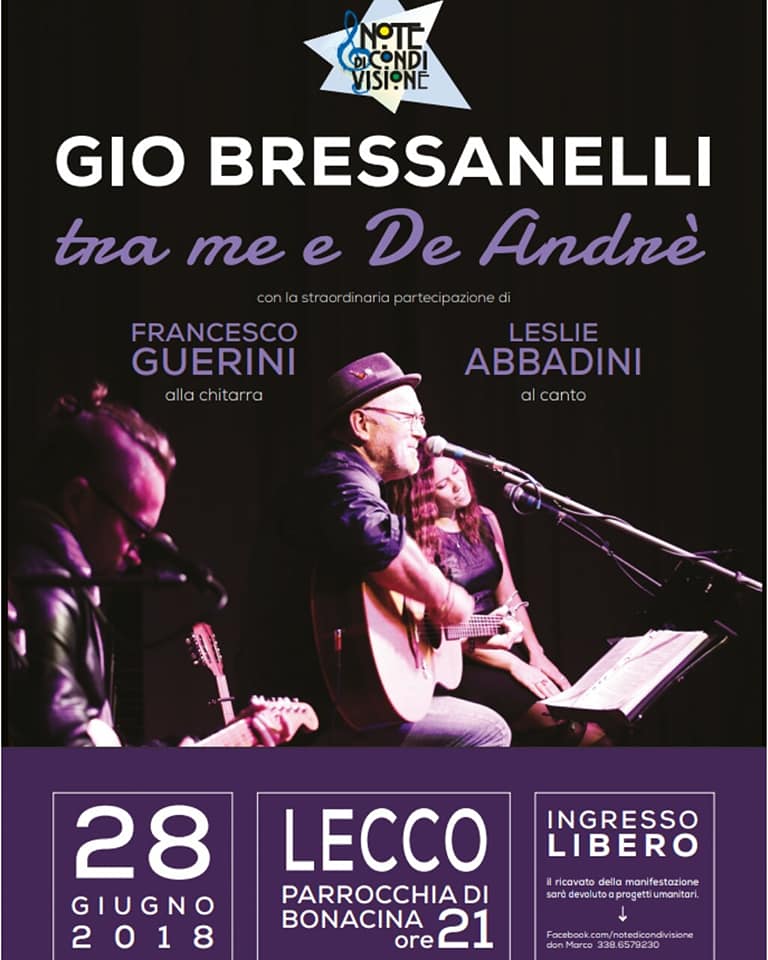 NOTE
DI CONDI
VISIONE
GIO BRESSANELLI
tra me e De Andrè
con la straordinaria partecipazione di
FRANCESCO
GUERINI
alla chitarra
LESLIE
ABBADINI
al canto
28
GIUGNO
2018
LECCO
PARROCCHIA DI
BONACINA
ore 21
INGRESSO
LIBERO
il ricavato della manifestazione
sarà devoluto a progetti umanitari.
↓
Facebook.com/notedicondivisione
don Marco 338.6579230